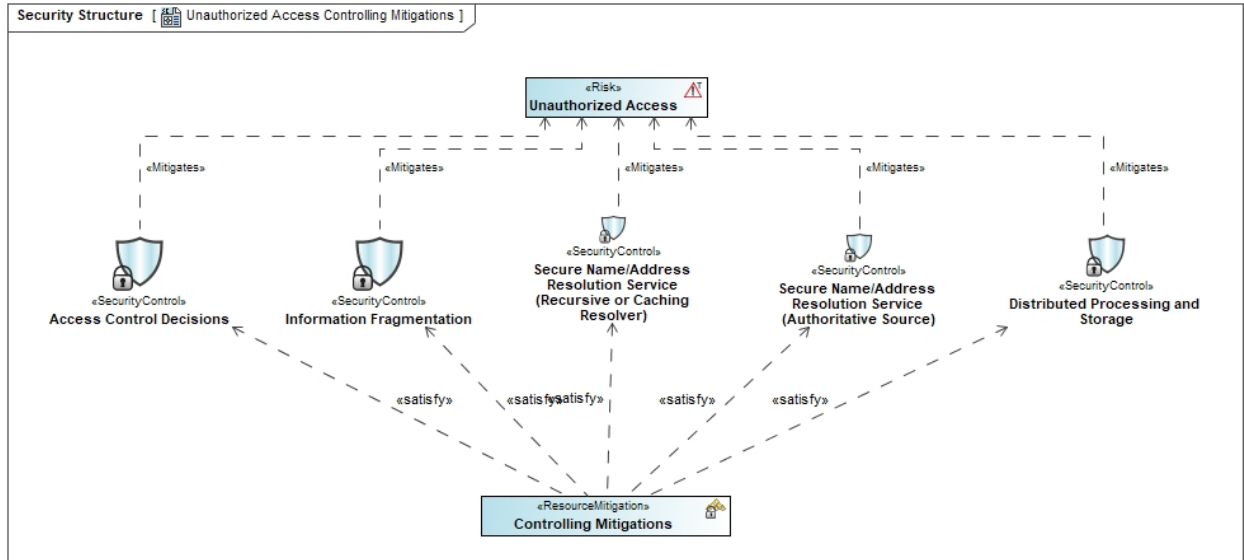 Security Structure [ Unauthorized Access Controlling Mitigations ]
«Risk»
Unauthorized Access
«Mitigates»
«Mitigates»
«Mitigates»
«Mitigates»
«Mitigates»
«SecurityControl»
Access Control Decisions
«SecurityControl»
Information Fragmentation
«SecurityControl»
Secure Name/Address
Resolution Service
(Recursive or Caching
Resolver)
«SecurityControl»
Secure Name/Address
Resolution Service
(Authoritative Source)
«SecurityControl»
Distributed Processing and
Storage
«satisfy»
«satisfy»
«satisfy»
«satisfy»
«satisfy»
«ResourceMitigation»
Controlling Mitigations